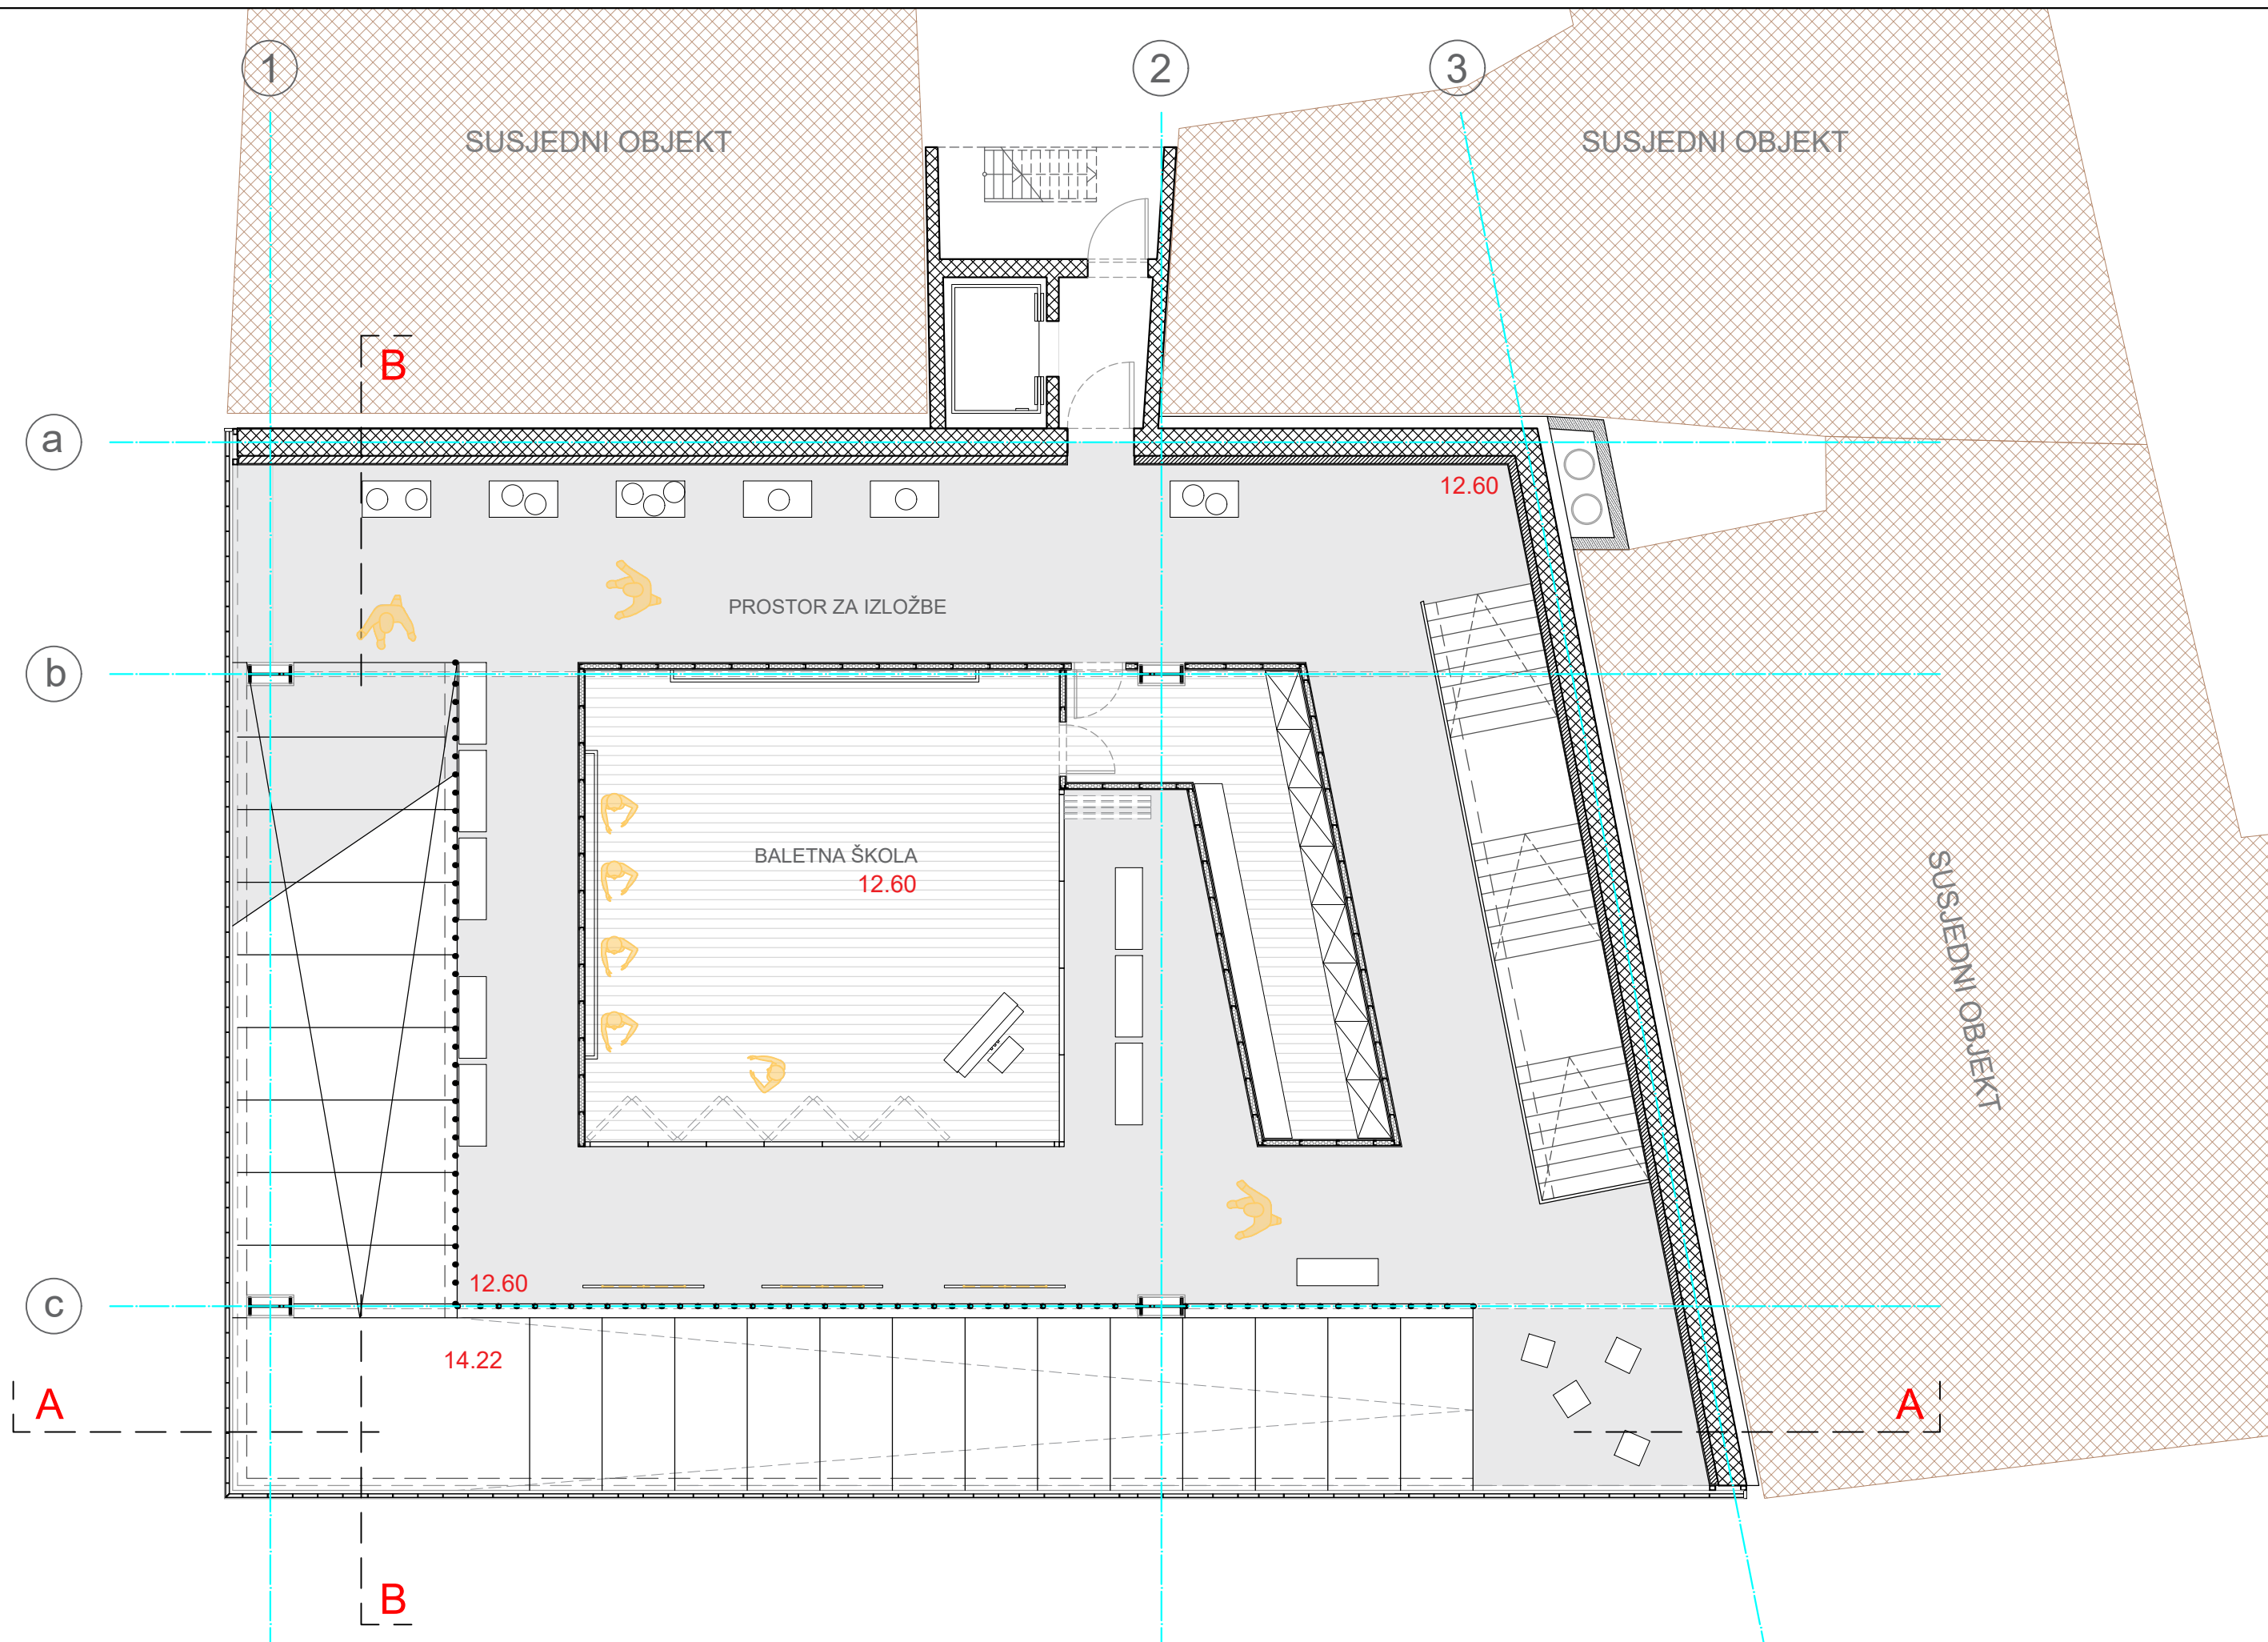 1
2
3
SUSJEDNI OBJEKT
SUSJEDNI OBJEKT
B
a
12.60
PROSTOR ZA IZLOŽBE
b
BALETNA ŠKOLA
12.60
SUSJEDNI OBJEKT
12.60
c
14.22
A
A
B